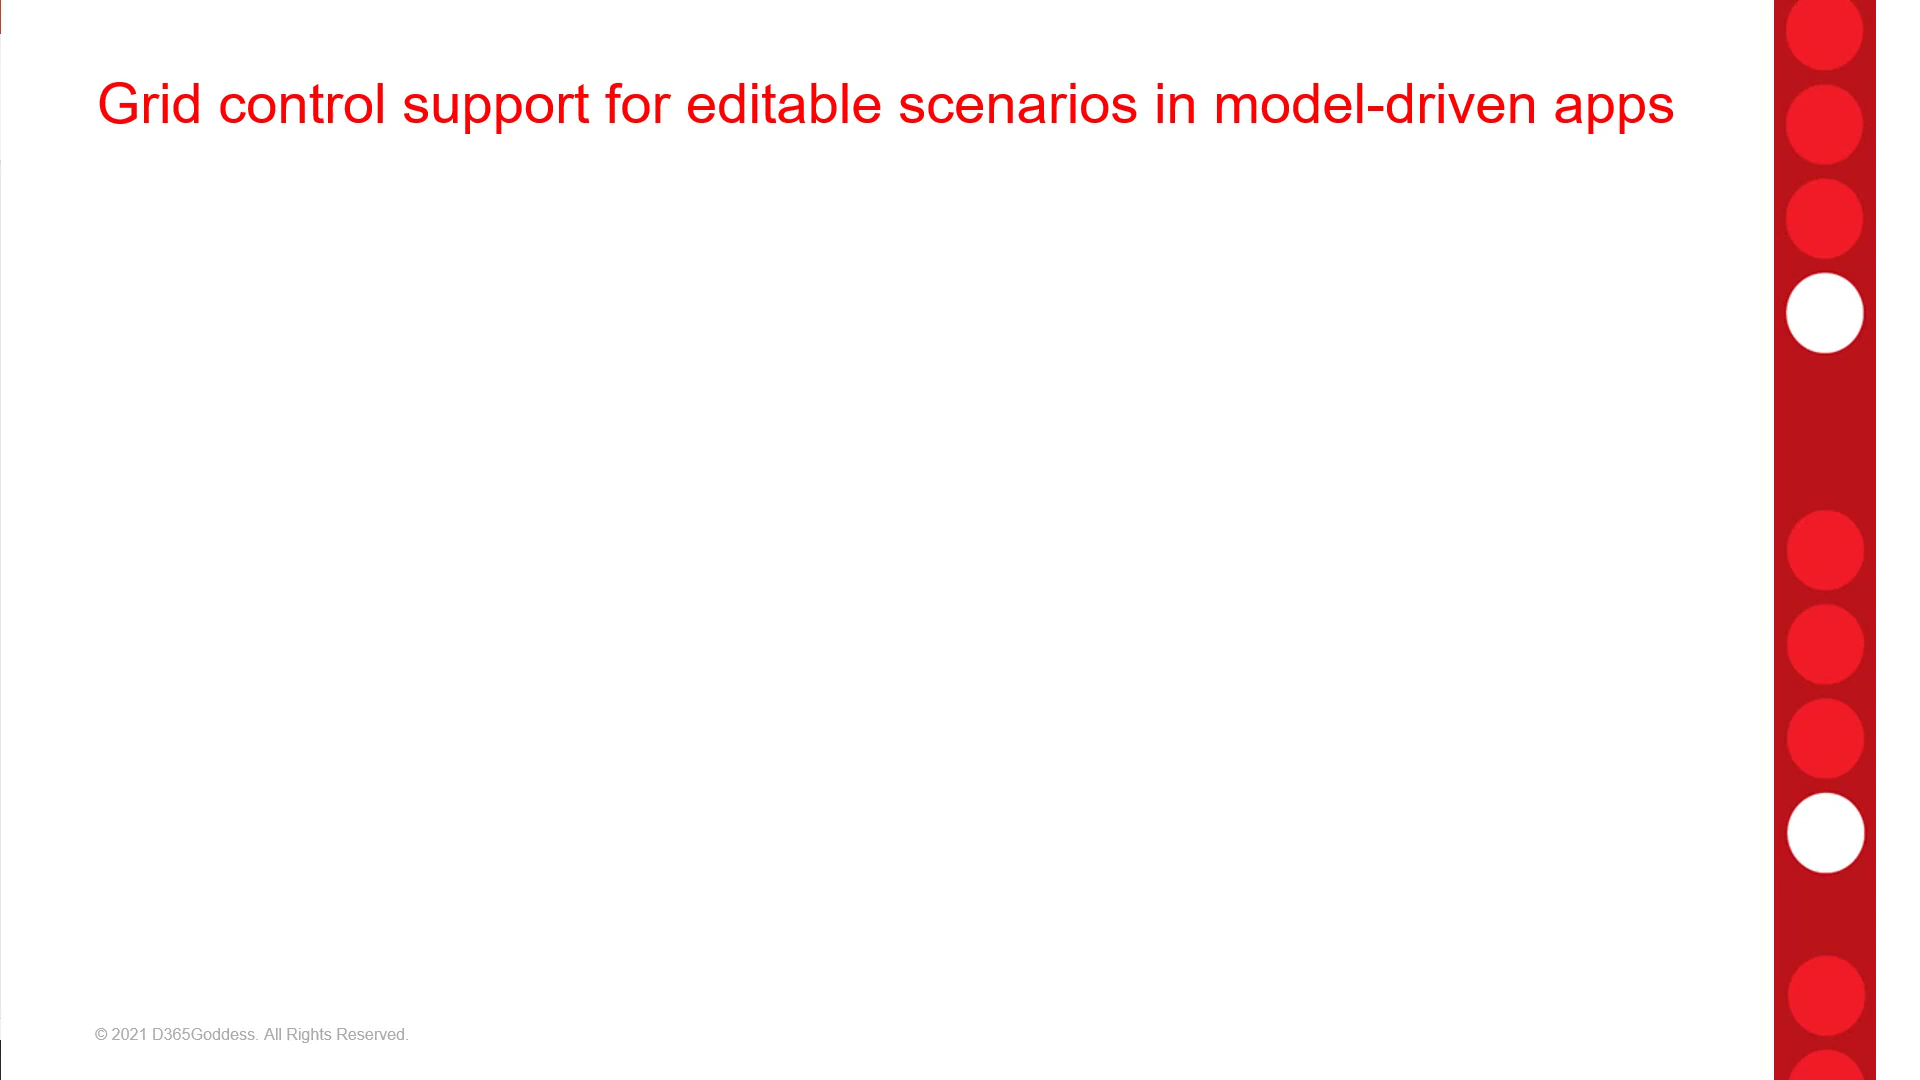 Grid control support for editable scenarios in model-driven apps
© 2021 D365Goddess. All Rights Reserved.